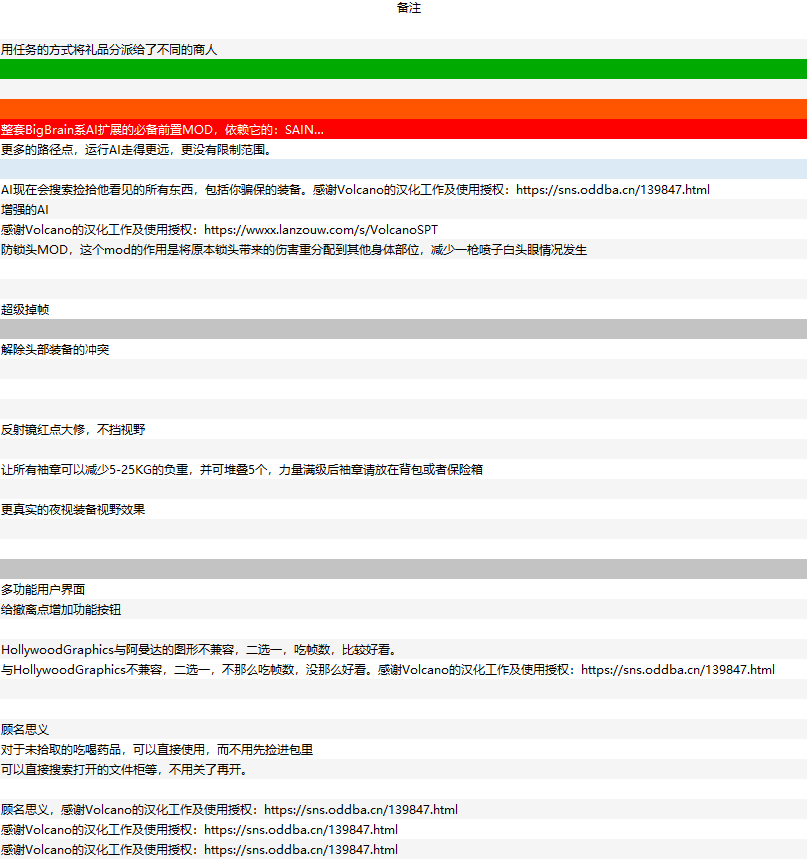 备注
用任务的方式将礼品分派给了不同的商人
整套BigBrain系AI扩展的必备前置MOD，依赖它的：SAIN...
更多的路径点，运行AI走得更远，更没有限制范围。
AI现在会搜索捡拾他看见的所有东西，包括你骗保的装备。感谢Volcano的汉化工作及使用授权：https://sns.oddba.cn/139847.html
增强的AI
感谢Volcano的汉化工作及使用授权：https://wwxx.lanzouw.com/s/VolcanoSPT
防锁头MOD，这个mod的作用是将原本锁头带来的伤害重分配到其他身体部位，减少一枪喷子白头眼情况发生
超级掉帧
解除头部装备的冲突
反射镜红点大修，不挡视野
让所有袖章可以减少5-25KG的负重，并可堆叠5个，力量满级后袖章请放在背包或者保险箱
更真实的夜视装备视野效果
多功能用户界面
给撤离点增加功能按钮
HollywoodGraphics与阿曼达的图形不兼容，二选一，吃帧数，比较好看。
与HollywoodGraphics不兼容，二选一，不那么吃帧数，没那么好看。感谢Volcano的汉化工作及使用授权：https://sns.oddba.cn/139847.html
顾名思义
对于未拾取的吃喝药品，可以直接使用，而不用先捡进包里
可以直接搜索打开的文件柜等，不用关了再开。
顾名思义，感谢Volcano的汉化工作及使用授权：https://sns.oddba.cn/139847.html
感谢Volcano的汉化工作及使用授权：https://sns.oddba.cn/139847.html
感谢Volcano的汉化工作及使用授权：https://sns.oddba.cn/139847.html